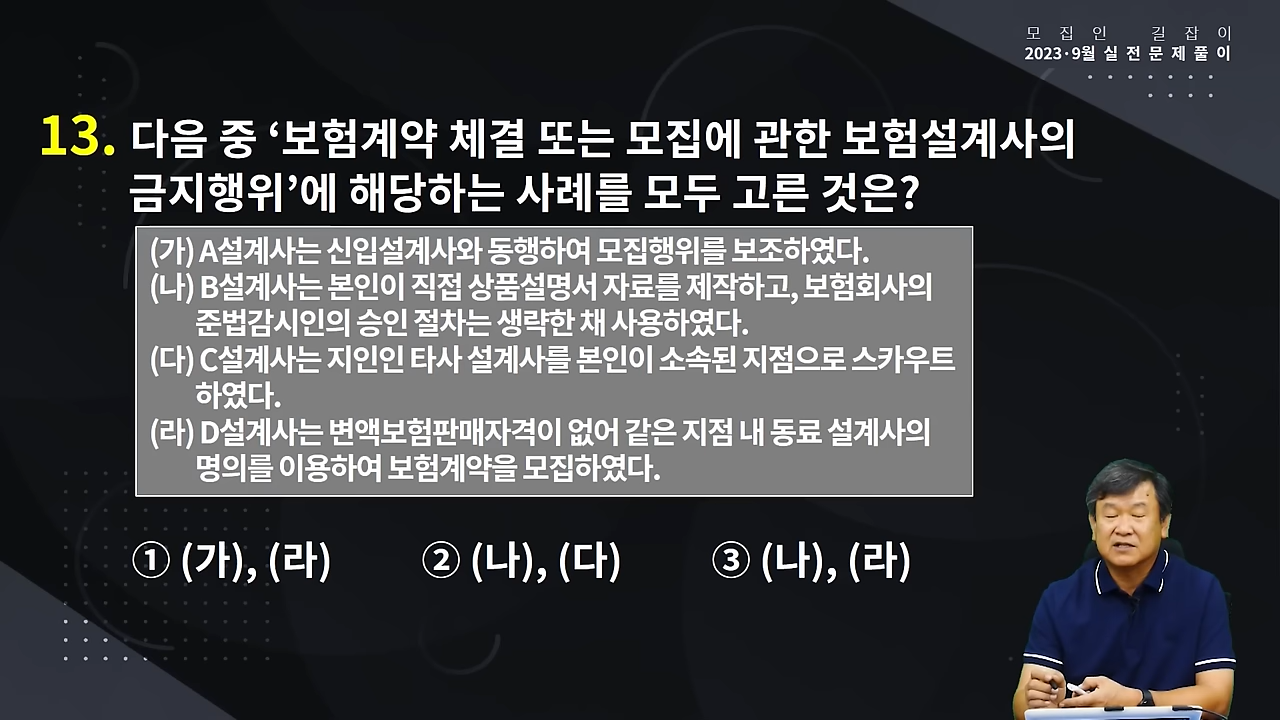 모집인 길잡이
2023·9월 실전문제풀이
13. 다음 중 ‘보험계약 체결 또는 모집에 관한 보험설계사의
금지행위’에 해당하는 사례를 모두 고른 것은?
(가) A설계사는 신입설계사와 동행하여 모집행위를 보조하였다.
(나) B설계사는 본인이 직접 상품설명서 자료를 제작하고, 보험회사의
준법감시인의 승인 절차는 생략한 채 사용하였다.
(다) C설계사는 지인인 타사 설계사를 본인이 소속된 지점으로 스카우트
하였다.
(라) D설계사는 변액보험판매자격이 없어 같은 지점 내 동료 설계사의
명의를 이용하여 보험계약을 모집하였다.
① (가), (라) ② (나), (다) ③ (나), (라)